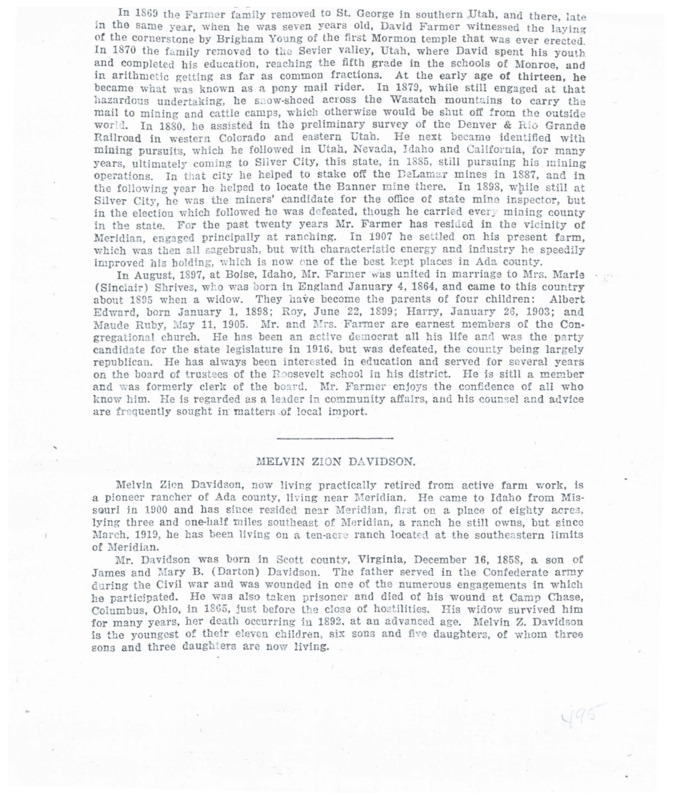 In 1869 the Farmer family removed to St. George in southern Utah, and there, late
in the same year, when he was seven years old, David Farmer witnessed the laying
of the cornerstone by Brigham Young of the first Mormon temple that was ever erected.
In 1870 the family removed to the Sevier valley, Utah, where David spent his youth
and completed his education, reaching the fifth grade in the schools of Monroe, and
in arithmetic getting as far as common fractions. At the early age of thirteen, he
became what was known as a pony mail rider. In 1879, while still engaged at that
hazardous undertaking, he snow-shoed across the Wasatch mountains to carry the
mail to mining and cattle camps, which otherwise would be shut off from the outside
world. In 1880, he assisted in the preliminary survey of the Denver & Rio Grande
Railroad in western Colorado and eastern Utah. He next became identified with
mining pursuits, which he followed in Utah, Nevada, Idaho and California, for many
years, ultimately coming to Silver City, this state, in 1885, still pursuing his mining
operations. In that city he helped to stake off the DeLamar mines in 1887, and in
the following year he helped to locate the Banner mine there. In 1898, while still at
Silver City, he was the miners' candidate for the office of state mine inspector, but
in the election which followed he was defeated, though he carried every mining county
in the state. For the past twenty years Mr. Farmer has resided in the vicinity of
Meridian, engaged principally at ranching. In 1907 he settled on his present farm,
which was then all sagebrush, but with characteristic energy and industry he speedily
improved his holding, which is now one of the best kept places in Ada county.
In August, 1897, at Boise, Idaho, Mr. Farmer was united in marriage to Mrs. Marie
(Sinclair) Shrives, who was born in England January 4, 1864, and came to this country
about 1895 when a widow. They have become the parents of four children: Albert
Edward, born January 1, 1898; Roy, June 22, 1899; Harry, January 26, 1903; and
Maude Ruby, May 11, 1905. Mr. and Mrs. Farmer are earnest members of the Con-
gregational church. He has been an active democrat all his life and was the party
candidate for the state legislature in 1916, but was defeated, the county being largely
republican. He has always been interested in education and served for several years
on the board of trustees of the Roosevelt school in his district. He is sitll a member
and was formerly clerk of the board. Mr. Farmer enjoys the confidence of all who
know him. He is regarded as a leader in community affairs, and his counsel and advice
are frequently sought in matters of local import.
MELVIN ZION DAVIDSON.
Melvin Zion Davidson, now living practically retired from active farm work, is
a pioneer rancher of Ada county, living near Meridian. He came to Idaho from Mis-
souri in 1900 and has since resided near Meridian, first on a place of eighty acres,
lying three and one-half miles southeast of Meridian, a ranch he still owns, but since
March, 1919, he has been living on a ten-acre ranch located at the southeastern limits
of Meridian.
Mr. Davidson was born in Scott county, Virginia, December 16, 1858, a son of
James and Mary B. (Darton) Davidson. The father served in the Confederate army
during the Civil war and was wounded in one of the numerous engagements in which
he participated. He was also taken prisoner and died of his wound at Camp Chase,
Columbus, Ohio, in 1865, just before the close of hostilities. His widow survived him
for many years, her death occurring in 1892, at an advanced age. Melvin Z. Davidson
is the youngest of their eleven children, six sons and five daughters, of whom three
sons and three daughters are now living.
495